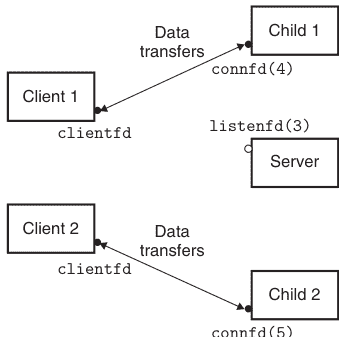 Child 1
Data
transfers
connfd(4)
Client 1
clientfd
listenfd(3)
Server
Client 2
Data
transfers
clientfd
Child 2
connfd(5)